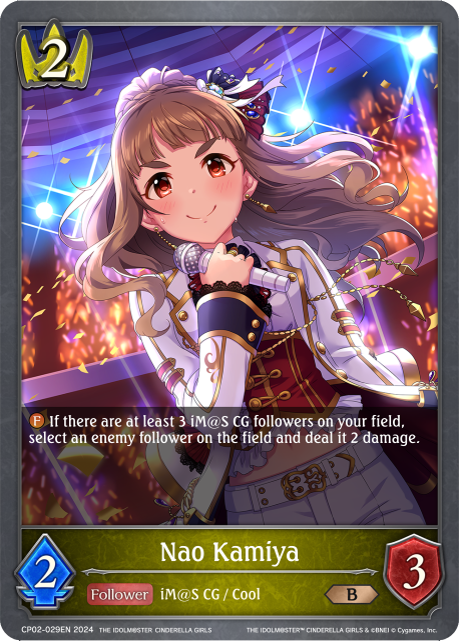 2
F If there are at least 3 iM@S CG followers on your field,
select an enemy follower on the field and deal it 2 damage.
Nao Kamiya
2
Follower iM@S CG / Cool B
3
CP02-029EN 2024 THE IDOLM@STER CINDERELLA GIRLS THE IDOLM@STER™ CINDERELLA GIRLS & ©BNEI © Cygames, Inc.